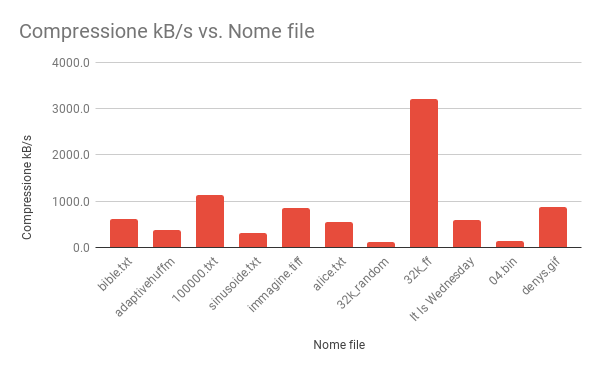 Compressione kB/s vs. Nome file
4000.0
3000.0
2000.0
1000.0
0.0
Compressione kB/s
bible.txt
adaptivehuffm
100000.txt
sinusoide.txt
immagine.tiff
alice.txt
32k_random
32k_ff
It Is Wednesday
04.bin
denys.gif
Nome file